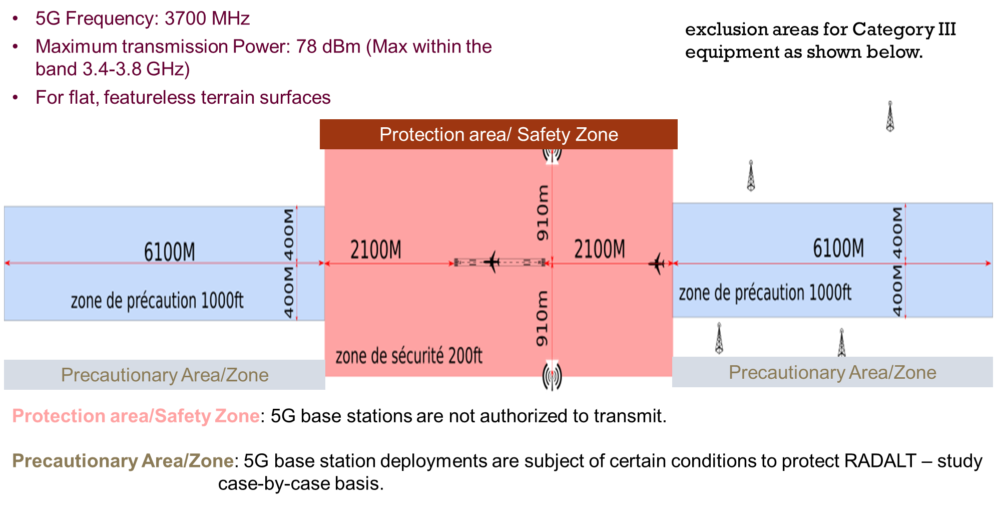 • 5G Frequency: 3700 MHz
• Maximum transmission Power: 78 dBm (Max within the
band 3.4-3.8 GHz)
• For flat, featureless terrain surfaces
exclusion areas for Category III
equipment as shown below.
Protection area/ Safety Zone
6100M
400M
400M
zone de précaution 1000ft
2100M
910m
910m
2100M
zone de sécurité 200ft
6100M
400M
400M
zone de précaution 1000ft
Precautionary Area/Zone
Precautionary Area/Zone
Protection area/Safety Zone: 5G base stations are not authorized to transmit.
Precautionary Area/Zone: 5G base station deployments are subject of certain conditions to protect RADALT – study
case-by-case basis.